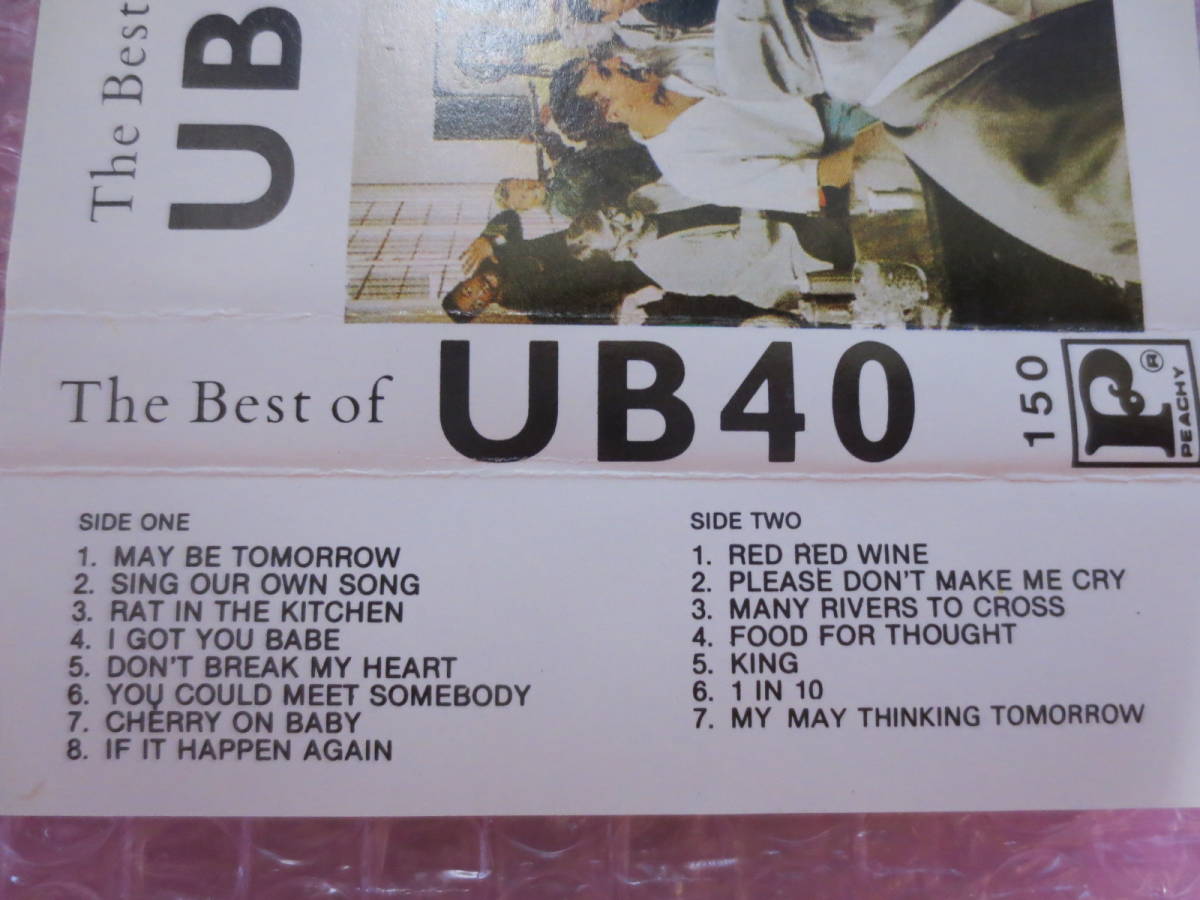 The Best
UB
The Best of UB40
150
P
®
PEACHY
SIDE ONE
1. MAY BE TOMORROW
2. SING OUR OWN SONG
3. RAT IN THE KITCHEN
4. I GOT YOU BABE
5. DON'T BREAK MY HEART
6. YOU COULD MEET SOMEBODY
7. CHERRY ON BABY
8. IF IT HAPPEN AGAIN
SIDE TWO
1. RED RED WINE
2. PLEASE DON'T MAKE ME CRY
3. MANY RIVERS TO CROSS
4. FOOD FOR THOUGHT
5. KING
6. 1 IN 10
7. MY MAY THINKING TOMORROW